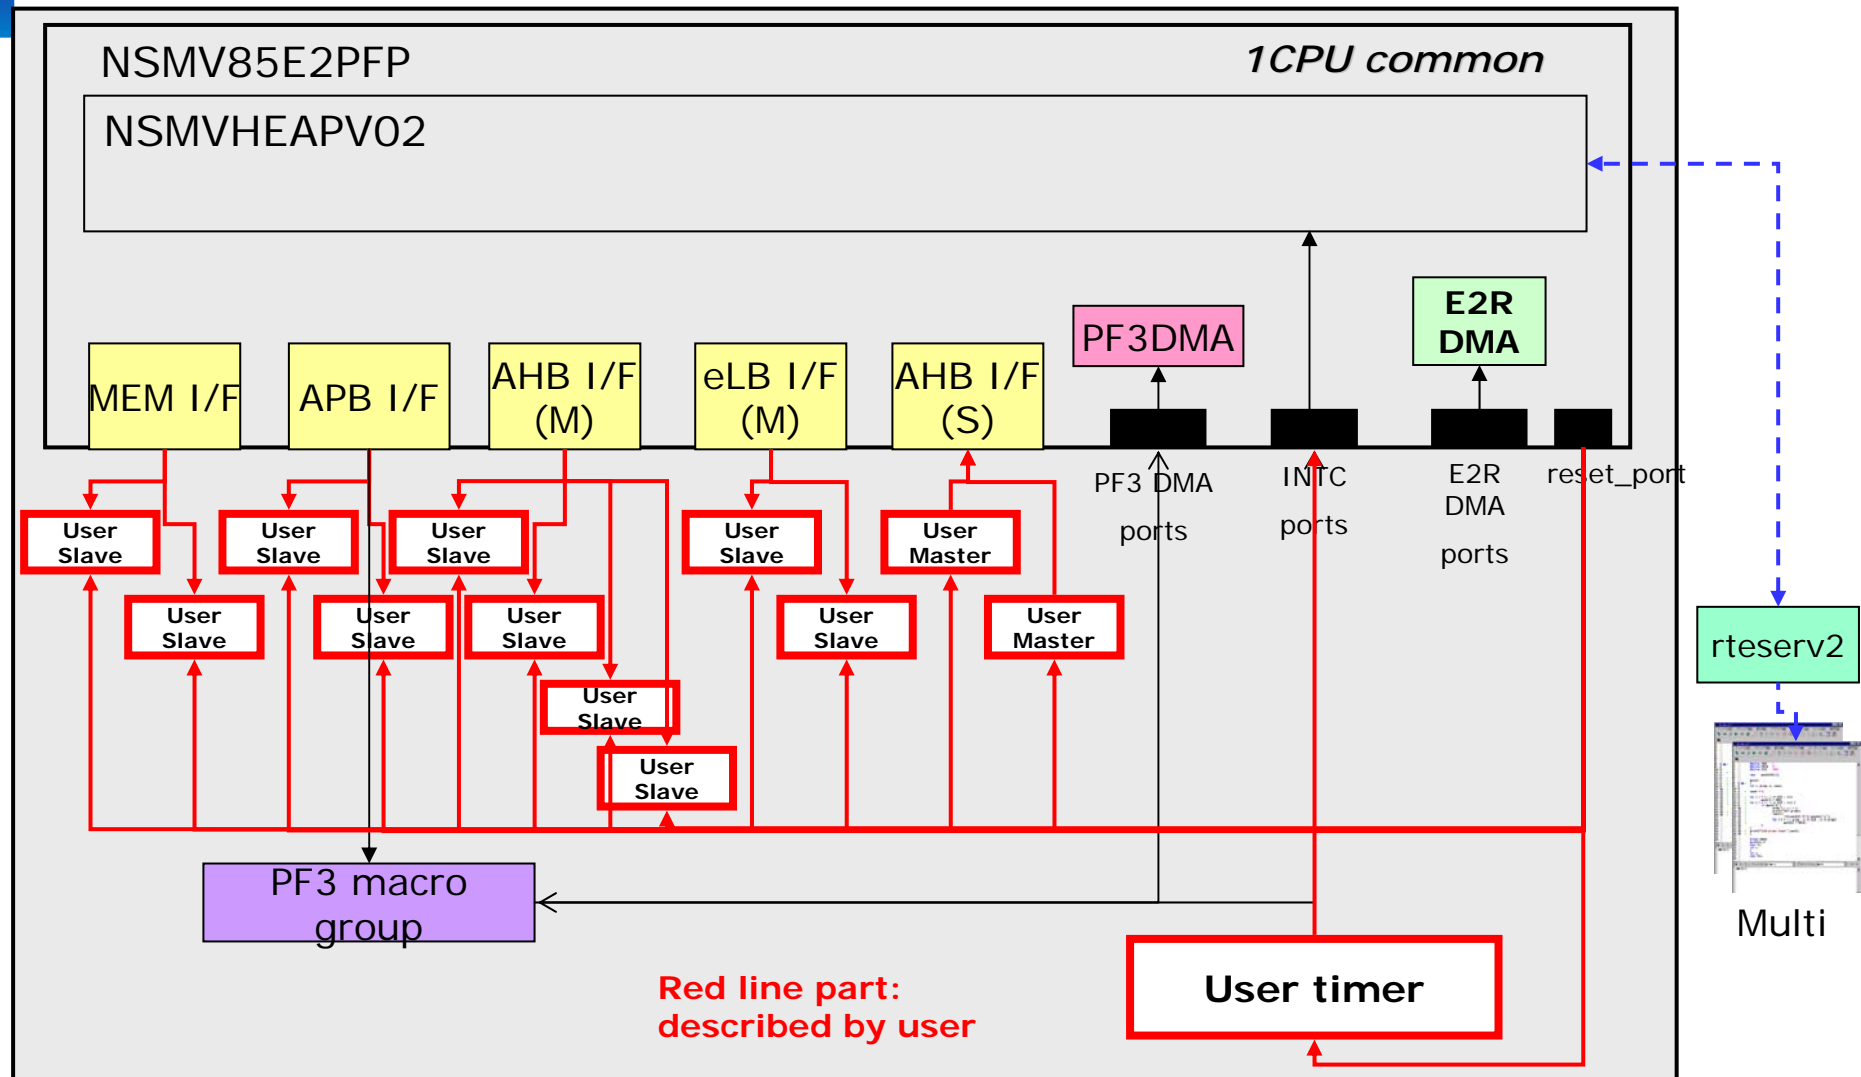 NSMV85E2PFP
1CPU common
NSMVHEAPV02
E2R
DMA
PF3DMA
MEM I/F
APB I/F
AHB I/F
(M)
eLB I/F
(M)
AHB I/F
(S)
PF3 DMA
ports
INTC
ports
E2R
DMA
ports
reset_port
User
Slave
User
Slave
User
Slave
User
Slave
User
Master
User
Slave
User
Slave
User
Slave
User
Slave
User
Master
User
Slave
User
Slave
rteserv2
Multi
PF3 macro
group
Red line part:
described by user
User timer